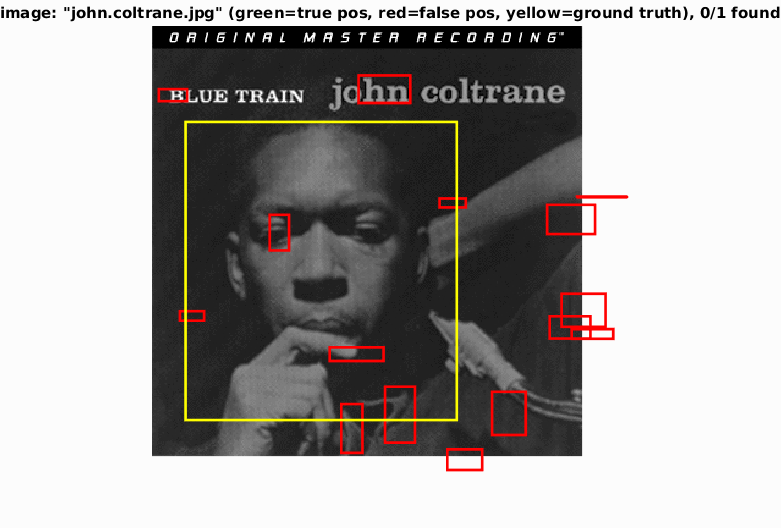 image: "john.coltrane.jpg" (green=true pos, red=false pos, yellow=ground truth), 0/1 found
ORIGINAL MASTER RECORDING™
BLUE TRAIN john coltrane